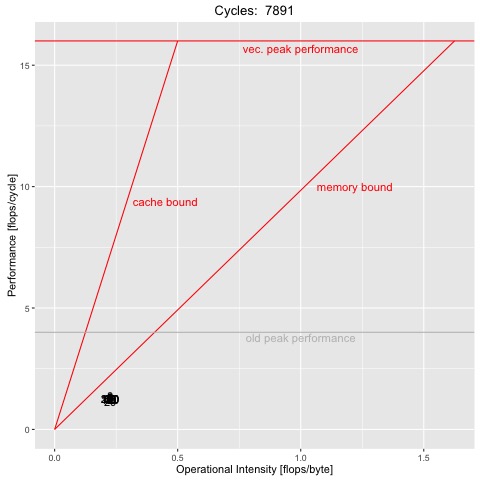 Cycles: 7891
vec. peak performance
15
memory bound
10
cache bound
Performance [flops/cycle]
5
old peak performance
0
0.0
0.5
1.0
1.5
Operational Intensity [flops/byte]